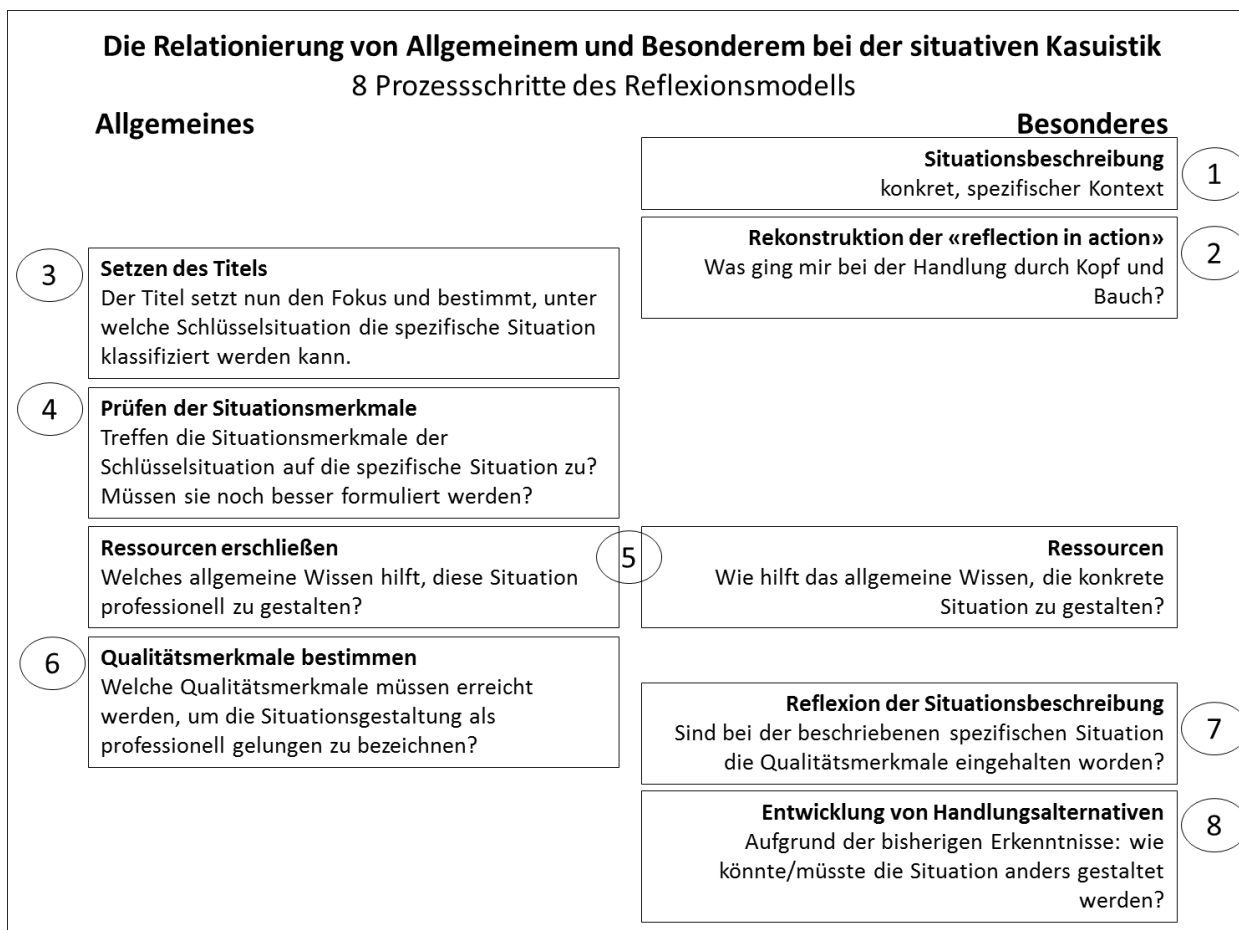 Die Relationierung von Allgemeinem und Besonderem bei der situativen Kasuistik
8 Prozessschritte des Reflexionsmodells
Allgemeines
Besonderes
Situationsbeschreibung
konkret, spezifischer Kontext
1
Rekonstruktion der «reflection in action»
Was ging mir bei der Handlung durch Kopf und
Bauch?
2
3
Setzen des Titels
Der Titel setzt nun den Fokus und bestimmt, unter
welche Schlüsselsituation die spezifische Situation
klassifiziert werden kann.
4
Prüfen der Situationsmerkmale
Treffen die Situationsmerkmale der
Schlüsselsituation auf die spezifische Situation zu?
Müssen sie noch besser formuliert werden?
Ressourcen erschließen
Welches allgemeine Wissen hilft, diese Situation
professionell zu gestalten?
5
Ressourcen
Wie hilft das allgemeine Wissen, die konkrete
Situation zu gestalten?
6
Qualitätsmerkmale bestimmen
Welche Qualitätsmerkmale müssen erreicht
werden, um die Situationsgestaltung als
professionell gelungen zu bezeichnen?
Reflexion der Situationsbeschreibung
Sind bei der beschriebenen spezifischen Situation
die Qualitätsmerkmale eingehalten worden?
7
Entwicklung von Handlungsalternativen
Aufgrund der bisherigen Erkenntnisse: wie
könnte/müsste die Situation anders gestaltet
werden?
8